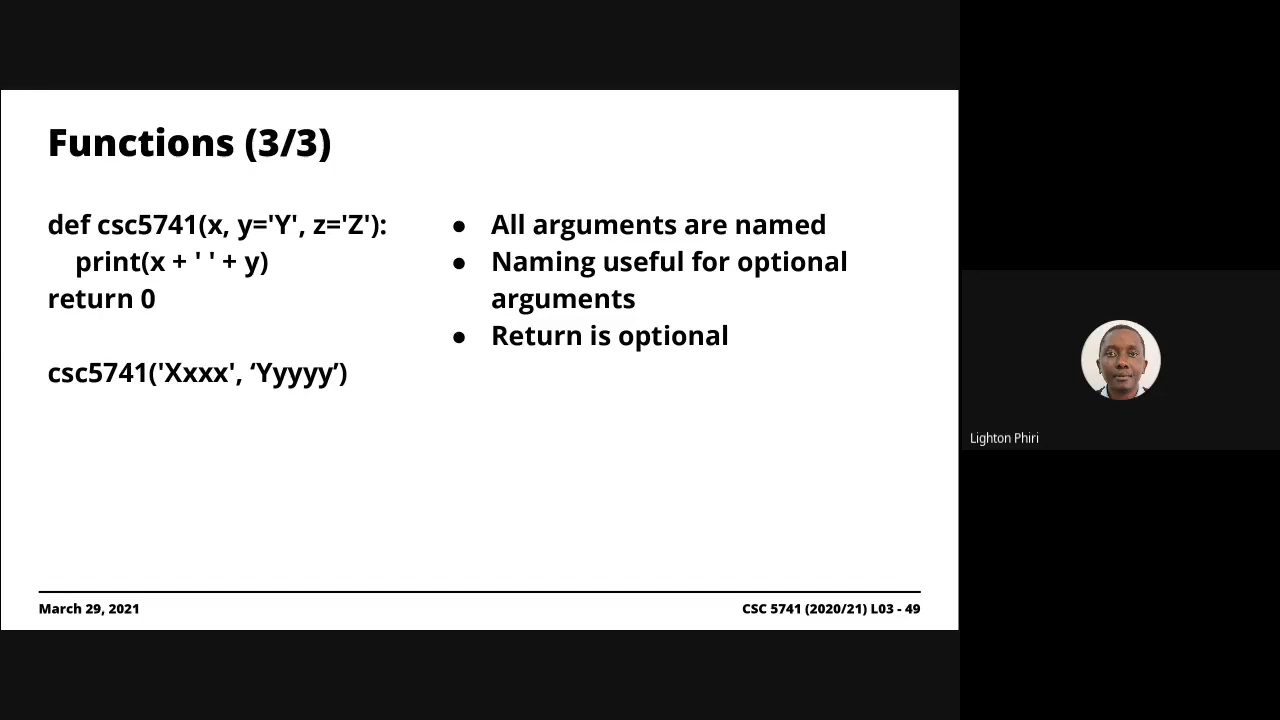 Functions (3/3)
def csc5741(x, y='Y', z='Z'):
print(x + ' ' + y)
return 0
csc5741('Xxxx', ‘Yyyyy’)
● All arguments are named
● Naming useful for optional
arguments
● Return is optional
March 29, 2021
CSC 5741 (2020/21) L03 - 49
Lighton Phiri